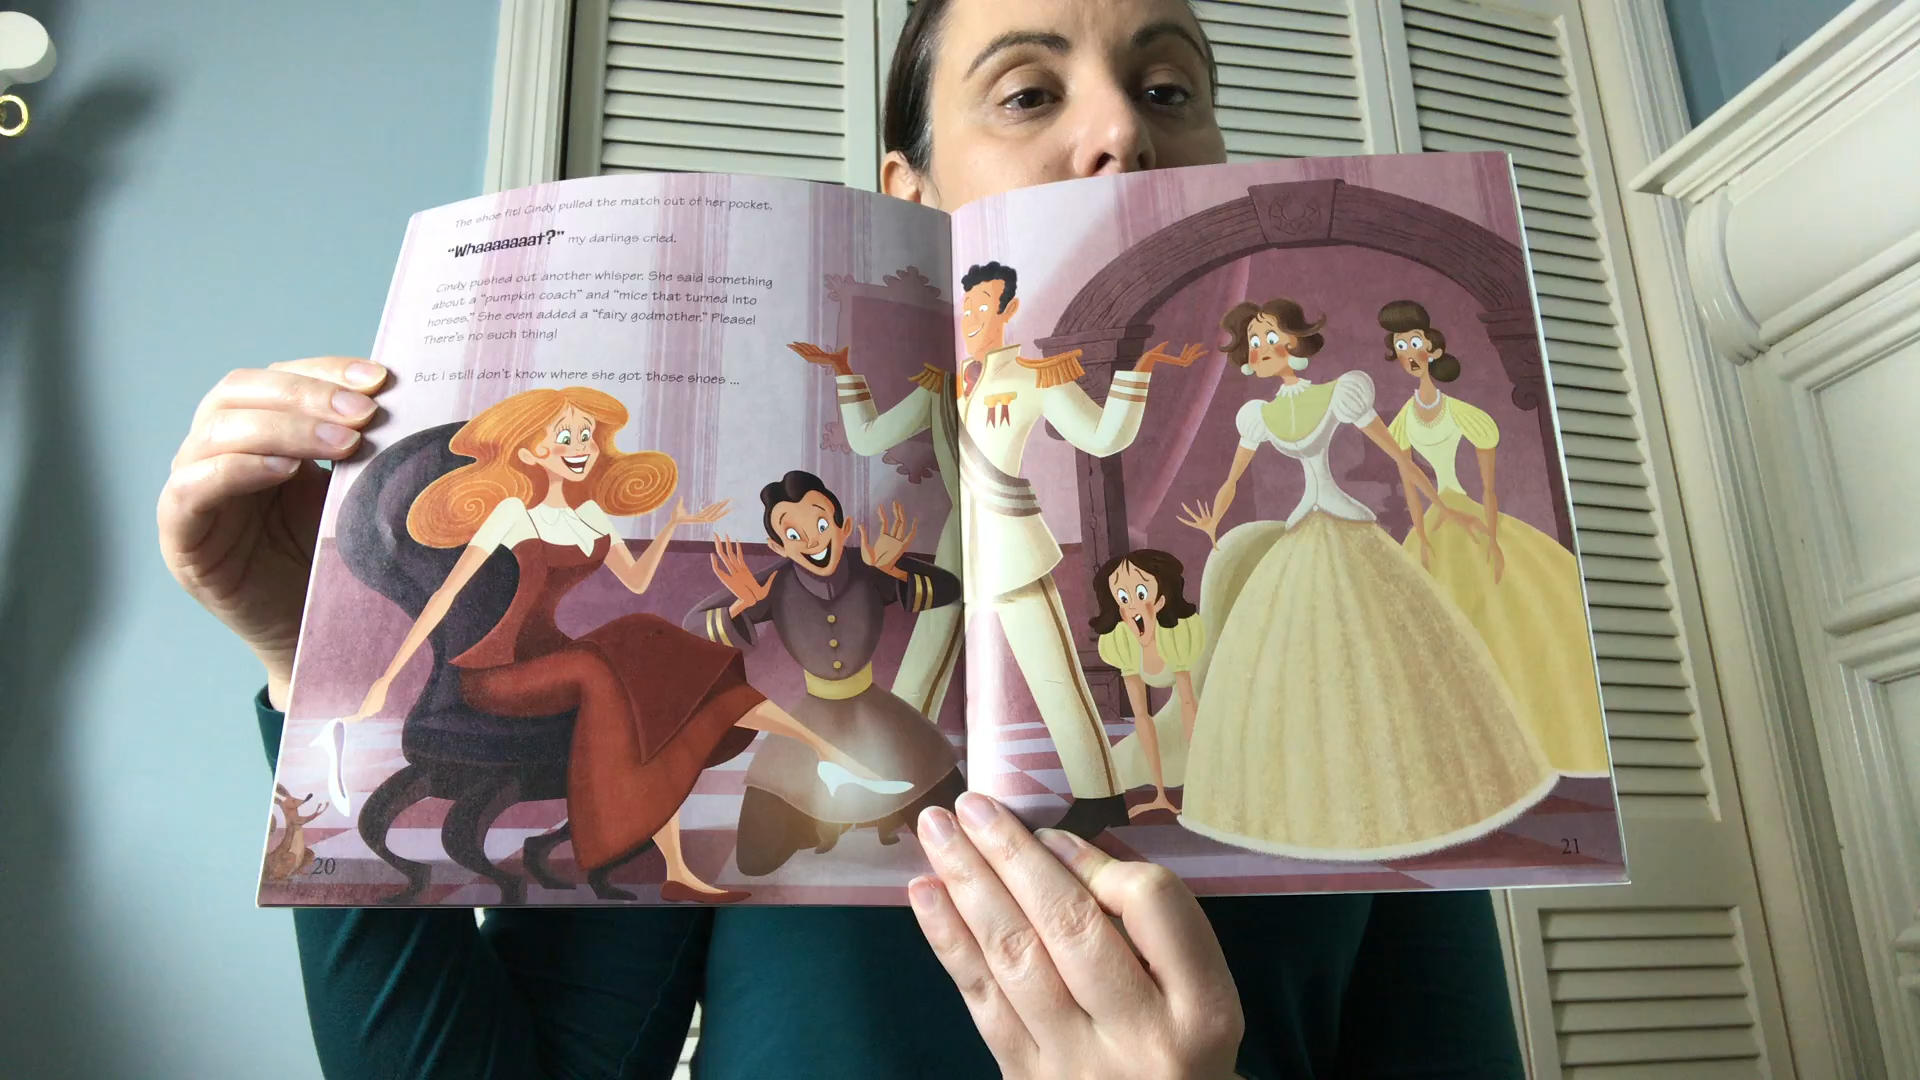 The shoe fit! Cindy pulled the match out of her pocket.
"Whaaaaaaat?" my darlings cried.
Cindy pushed out another whisper. She said something
about a "pumpkin coach" and "mice that turned into
horses." She even added a "fairy godmother." Please!
There's no such thing!
But I still don't know where she got those shoes ...
20
21